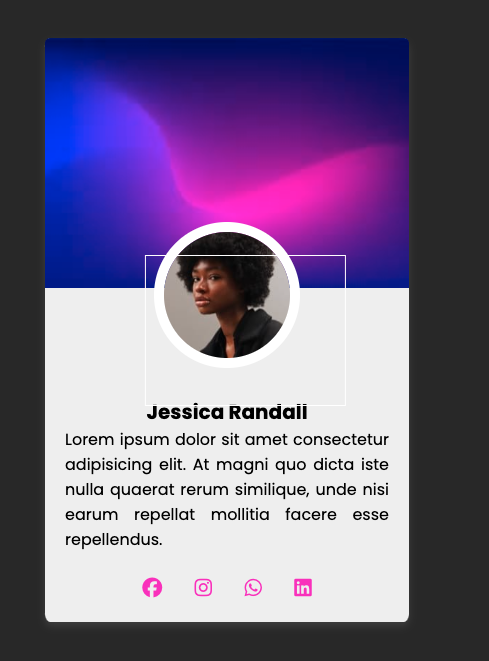 Jessica Randall
Lorem ipsum dolor sit amet consectetur
adipisicing elit. At magni quo dicta iste
nulla quaerat rerum similique, unde nisi
earum repellat mollitia facere esse
repellendus.